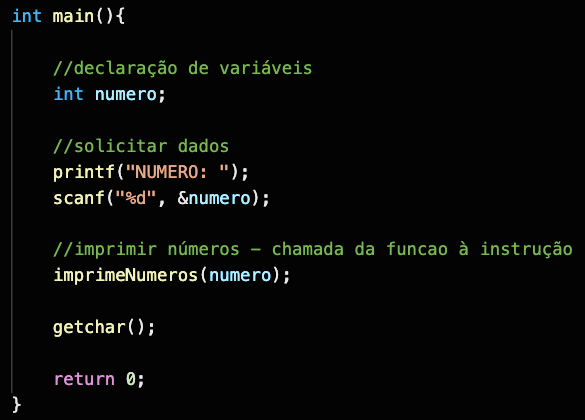 int main(){
//declaração de variáveis
int numero;
//solicitar dados
printf("NUMERO: ");
scanf("%d", &numero);
//imprimir números - chamada da funcao à instrução
imprimeNumeros(numero);
getchar();
return 0;
}